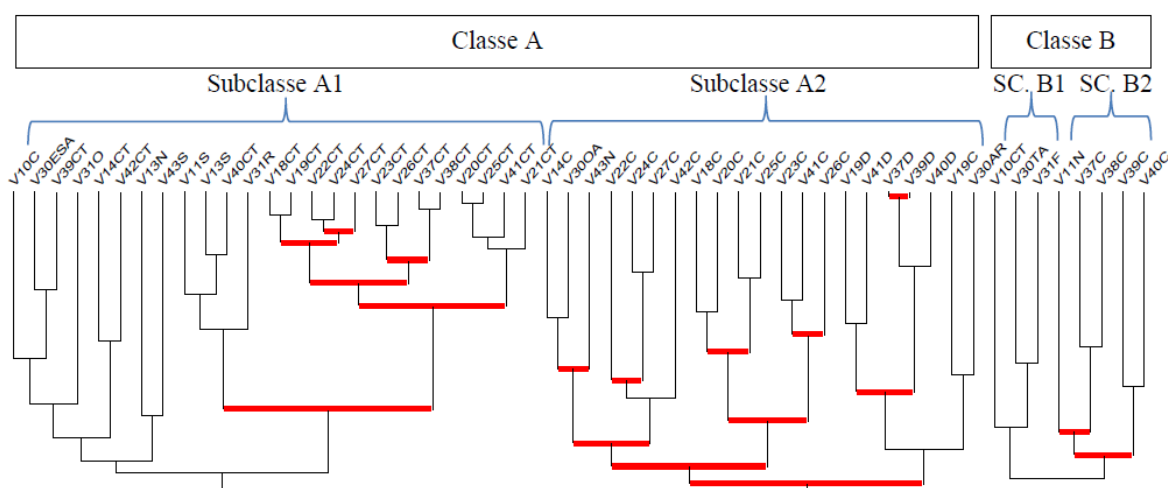 Classe A
Classe B
Subclasse A1
Subclasse A2
SC. B1
SC. B2
V10C
V30ESA
V39CT
V31O
V14CT
V42CT
V13N
V43S
V11S
V13S
V40CT
V31R
V18CT
V19CT
V22CT
V24CT
V27CT
V23CT
V26CT
V37CT
V38CT
V20CT
V25CT
V41CT
V21CT
V14C
V30OA
V43N
V22C
V24C
V27C
V42C
V18C
V20C
V21C
V25C
V23C
V41C
V26C
V19D
V41D
V37D
V39D
V40D
V19C
V30AR
V10CT
V30TA
V31F
V11N
V37C
V38C
V39C
V40C